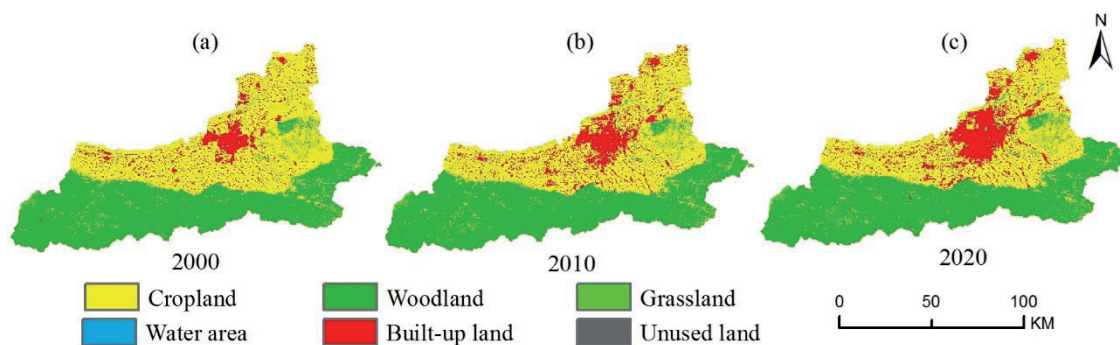 (a) (b) (c) N
2000 2010 2020
Cropland Woodland Grassland
Water area Built-up land Unused land
0 50 100
KM